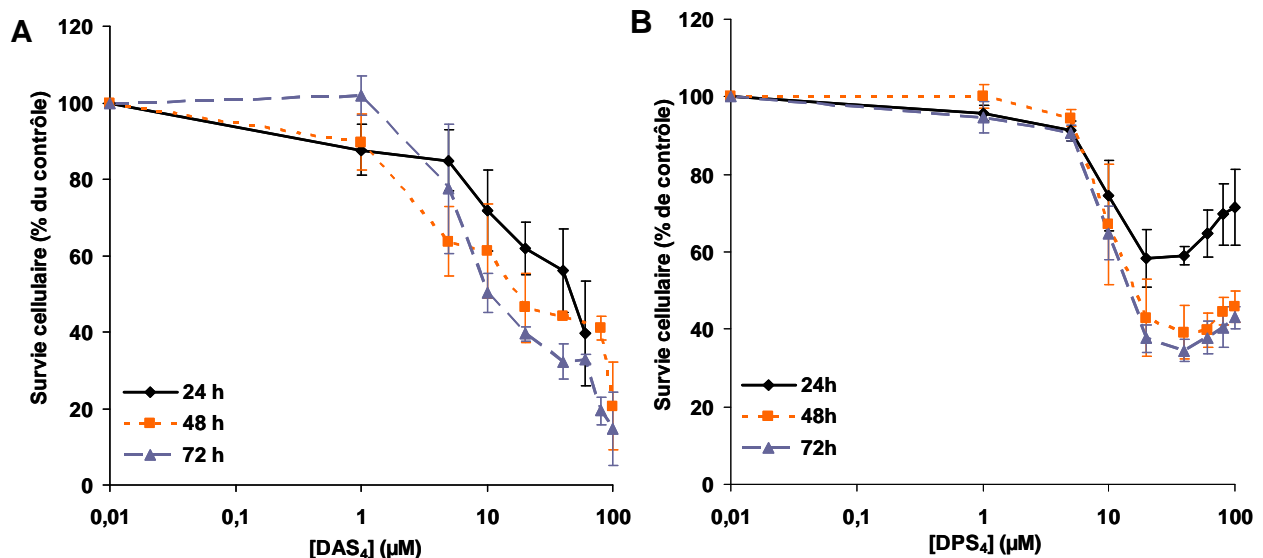 A
Survie cellulaire (% du contrôle)
120
100
80
60
40
20
0
24 h
48 h
72 h
0,01
0,1
1
10
100
[DAS₄] (µM)
B
Survie cellulaire (% de contrôle)
120
100
80
60
40
20
0
24h
48h
72h
0,01
0,1
1
10
100
[DPS₄] (µM)